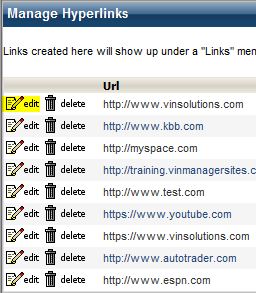 Manage Hyperlinks
Links created here will show up under a "Links"
Url
edit delete http://www.vinsolutions.com
edit delete http://www.kbb.com
edit delete http://myspace.com
edit delete http://training.vinmanagersites.c
edit delete http://www.test.com
edit delete https://www.youtube.com
edit delete https://www.vinsolutions.com
edit delete http://www.autotrader.com
edit delete http://www.espn.com